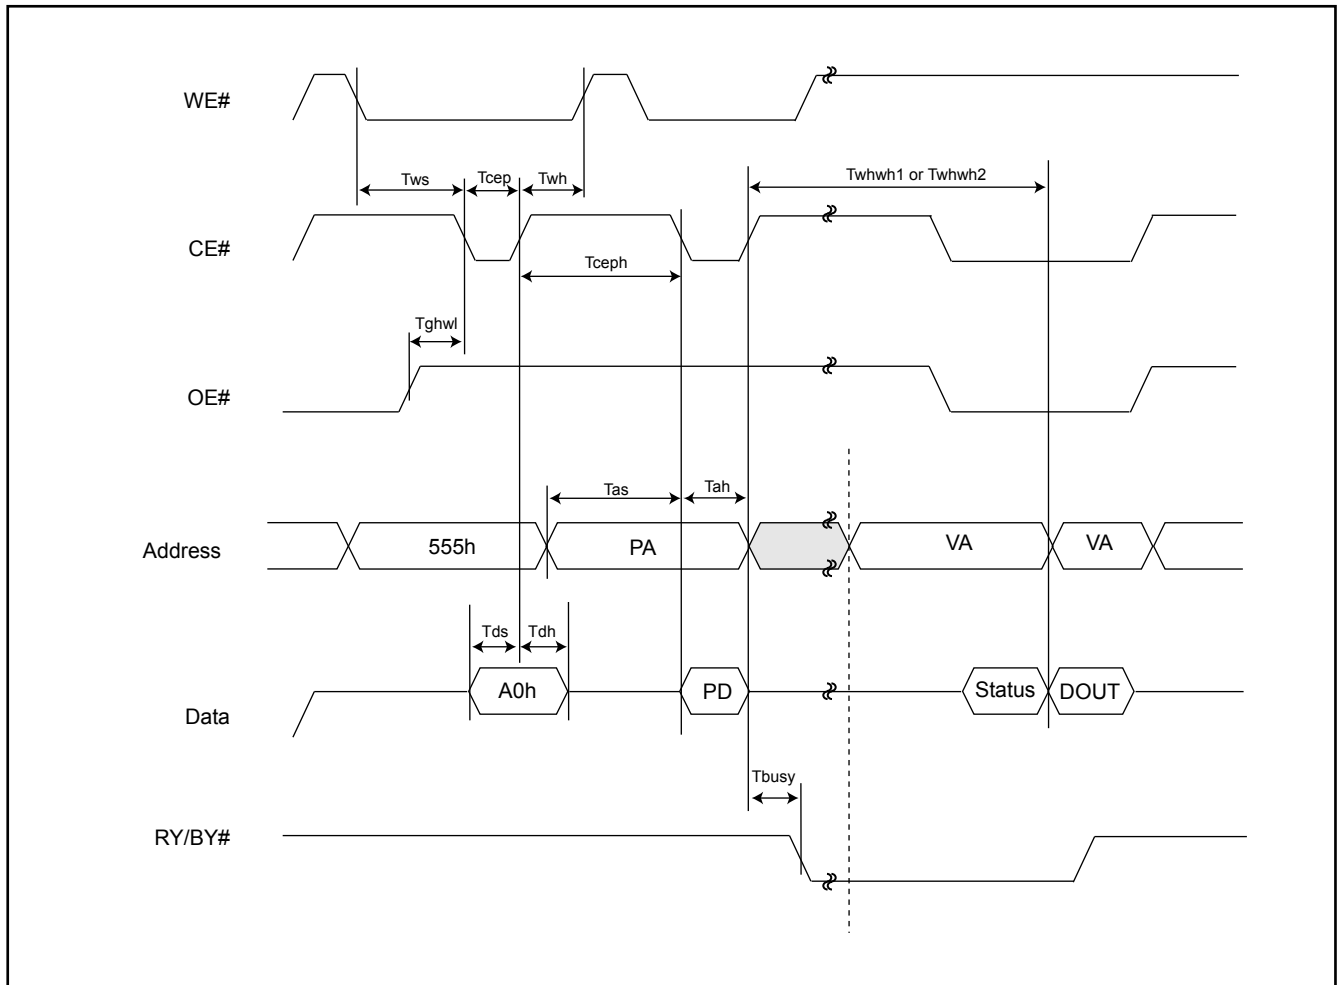 WE#
Tws Tcep Twh Twhwh1 or Twhwh2
CE#
Tceph
Tghwl
OE#
Tas Tah
Address 555h PA VA VA
Tds Tdh
Data A0h PD Status DOUT
Tbusy
RY/BY#